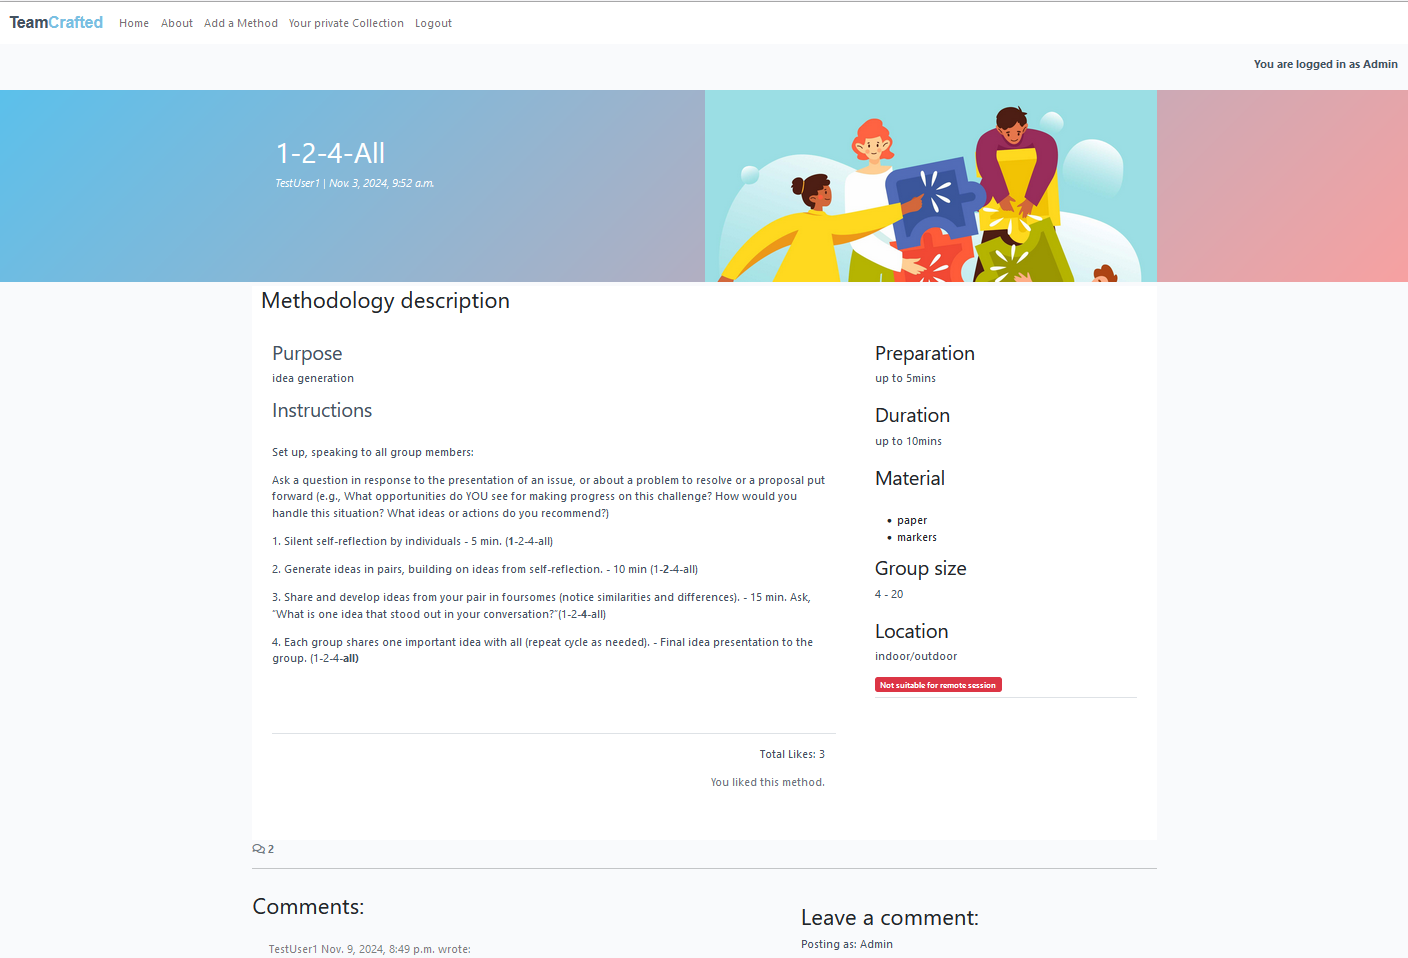 TeamCrafted Home About Add a Method Your private Collection Logout
You are logged in as Admin
1-2-4-All
TestUser1 | Nov. 3, 2024, 9:52 a.m.
Methodology description
Purpose
idea generation
Instructions
Set up, speaking to all group members:
Ask a question in response to the presentation of an issue, or about a problem to resolve or a proposal put
forward (e.g., What opportunities do YOU see for making progress on this challenge? How would you
handle this situation? What ideas or actions do you recommend?)
1. Silent self-reflection by individuals - 5 min. (1-2-4-all)
2. Generate ideas in pairs, building on ideas from self-reflection. - 10 min (1-2-4-all)
3. Share and develop ideas from your pair in foursomes (notice similarities and differences). - 15 min. Ask,
“What is one idea that stood out in your conversation?”(1-2-4-all)
4. Each group shares one important idea with all (repeat cycle as needed). - Final idea presentation to the
group. (1-2-4-all)
Total Likes: 3
You liked this method.
Preparation
up to 5mins
Duration
up to 10mins
Material
• paper
• markers
Group size
4 - 20
Location
indoor/outdoor
Not suitable for remote session
2
Comments:
TestUser1 Nov. 9, 2024, 8:49 p.m. wrote:
Leave a comment:
Posting as: Admin